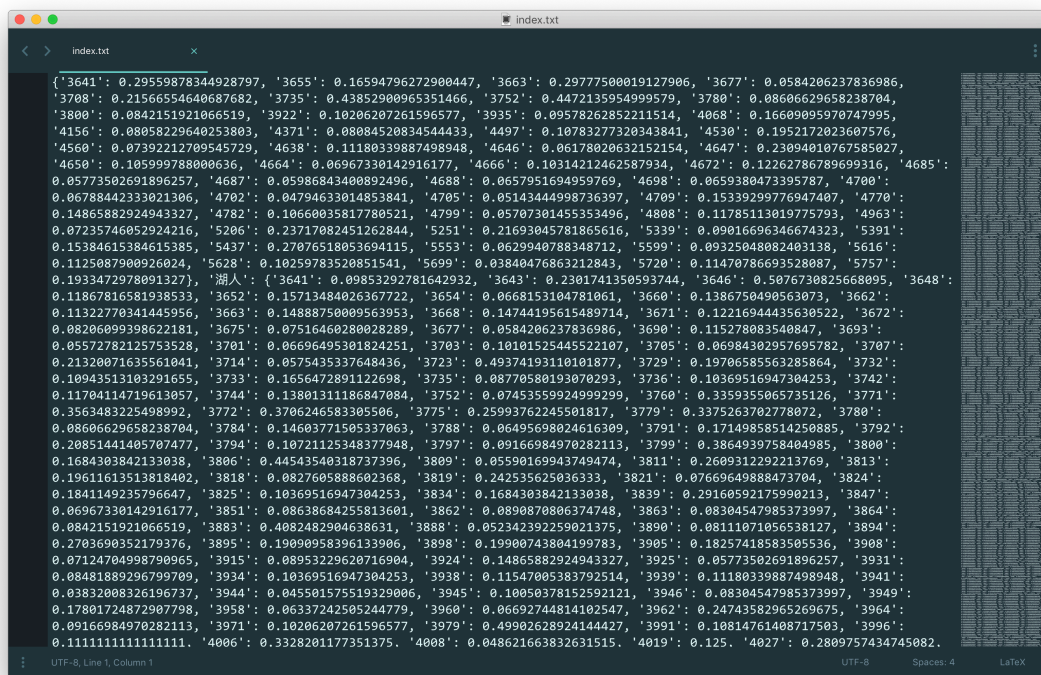 index.txt
index.txt
{'3641': 0.29559878344928797, '3655': 0.16594796272900447, '3663': 0.29777500019127906, '3677': 0.0584206237836986,
'3708': 0.21566554640687682, '3735': 0.43852900965351466, '3752': 0.4472135954999579, '3780': 0.08606629658238704,
'3800': 0.0842151921066519, '3922': 0.10206207261596577, '3935': 0.09578262852211514, '4068': 0.16609095970747995,
'4156': 0.08058229640253803, '4371': 0.08084520834544433, '4497': 0.10783277320343841, '4530': 0.1952172023607576,
'4560': 0.07392212709545729, '4638': 0.11180339887498948, '4646': 0.06178020632152154, '4647': 0.23094010767585027,
'4650': 0.105999788000636, '4664': 0.06967330142916177, '4666': 0.10314212462587934, '4672': 0.12262786789699316, '4685':
0.05773502691896257, '4687': 0.05986843400892496, '4688': 0.0657951694959769, '4698': 0.0659380473395787, '4700':
0.06788442333021306, '4702': 0.04794633014853841, '4705': 0.05143444998736397, '4709': 0.15339299776947407, '4770':
0.14865882924943327, '4782': 0.10660035817780521, '4799': 0.05707301455353496, '4808': 0.11785113019775793, '4963':
0.07235746052924216, '5206': 0.23717082451262844, '5251': 0.21693045781865616, '5339': 0.09016696346674323, '5391':
0.15384615384615385, '5437': 0.27076518053694115, '5553': 0.0629940788348712, '5599': 0.09325048082403138, '5616':
0.1125087900926024, '5628': 0.10259783520851541, '5699': 0.03840476863212843, '5720': 0.11470786693528087, '5757':
0.1933472978091327}, '湖人': {'3641': 0.09853292781642932, '3643': 0.2301741350593744, '3646': 0.5076730825668095, '3648':
0.11867816581938533, '3652': 0.15713484026367722, '3654': 0.0668153104781061, '3660': 0.1386750490563073, '3662':
0.11322770341445956, '3663': 0.14888750009563953, '3668': 0.14744195615489714, '3671': 0.12216944435630522, '3672':
0.08206099398622181, '3675': 0.07516460280028289, '3677': 0.0584206237836986, '3690': 0.115278083540847, '3693':
0.05572782125753528, '3701': 0.06696495301824251, '3703': 0.10101525445522107, '3705': 0.06984302957695782, '3707':
0.21320071635561041, '3714': 0.0575435337648436, '3723': 0.49374193110101877, '3729': 0.19706585563285864, '3732':
0.10943513103291655, '3733': 0.1656472891122698, '3735': 0.08770580193070293, '3736': 0.10369516947304253, '3742':
0.11704114719613057, '3744': 0.13801311186847084, '3752': 0.07453559924999299, '3760': 0.3359355065735126, '3771':
0.3563483225498992, '3772': 0.3706246583305506, '3775': 0.25993762245501817, '3779': 0.3375263702778072, '3780':
0.08606629658238704, '3784': 0.14603771505337063, '3788': 0.06495698024616309, '3791': 0.17149858514250885, '3792':
0.20851441405707477, '3794': 0.10721125348377948, '3797': 0.09166984970282113, '3799': 0.3864939758404985, '3800':
0.1684303842133038, '3806': 0.44543540318737396, '3809': 0.05590169943749474, '3811': 0.2609312292213769, '3813':
0.19611613513818402, '3818': 0.0827605888602368, '3819': 0.242535625036333, '3821': 0.07669649888473704, '3824':
0.1841149235796647, '3825': 0.10369516947304253, '3834': 0.1684303842133038, '3839': 0.29160592175990213, '3847':
0.06967330142916177, '3851': 0.08638684255813601, '3862': 0.0890870806374748, '3863': 0.08304547985373997, '3864':
0.0842151921066519, '3883': 0.4082482904638631, '3888': 0.052342392259021375, '3890': 0.08111071056538127, '3894':
0.2703690352179376, '3895': 0.19090958396133906, '3898': 0.19900743804199783, '3905': 0.18257418583505536, '3908':
0.07124704998790965, '3915': 0.08953229620716904, '3924': 0.14865882924943327, '3925': 0.05773502691896257, '3931':
0.08481889296799709, '3934': 0.10369516947304253, '3938': 0.11547005383792514, '3939': 0.11180339887498948, '3941':
0.03832008326196737, '3944': 0.045501575519329006, '3945': 0.10050378152592121, '3946': 0.08304547985373997, '3949':
0.17801724872907798, '3958': 0.06337242505244779, '3960': 0.06692744814102547, '3962': 0.24743582965269675, '3964':
0.09166984970282113, '3971': 0.10206207261596577, '3979': 0.49902628924144427, '3991': 0.10814761408717503, '3996':
0.1111111111111111, '4006': 0.3328201177351375, '4008': 0.048621663832631515, '4019': 0.125, '4027': 0.2809757434745082,
UTF-8, Line 1, Column 1
UTF-8
Spaces: 4
LaTeX